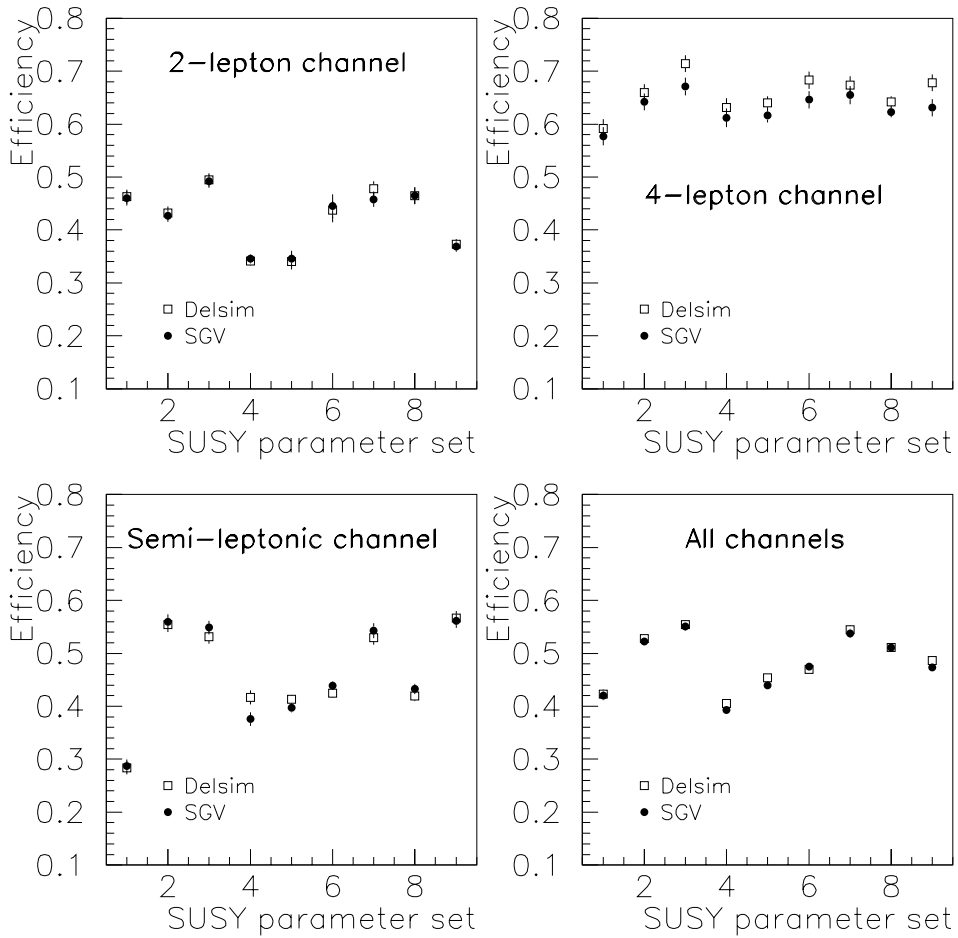 Efficiency
0.8
0.7
0.6
0.5
0.4
0.3
0.2
0.1
2-lepton channel
Delsim
SGV
2 4 6 8
SUSY parameter set
Efficiency
0.8
0.7
0.6
0.5
0.4
0.3
0.2
0.1
4-lepton channel
Delsim
SGV
2 4 6 8
SUSY parameter set
Efficiency
0.8
0.7
0.6
0.5
0.4
0.3
0.2
0.1
Semi-leptonic channel
Delsim
SGV
2 4 6 8
SUSY parameter set
Efficiency
0.8
0.7
0.6
0.5
0.4
0.3
0.2
0.1
All channels
Delsim
SGV
2 4 6 8
SUSY parameter set